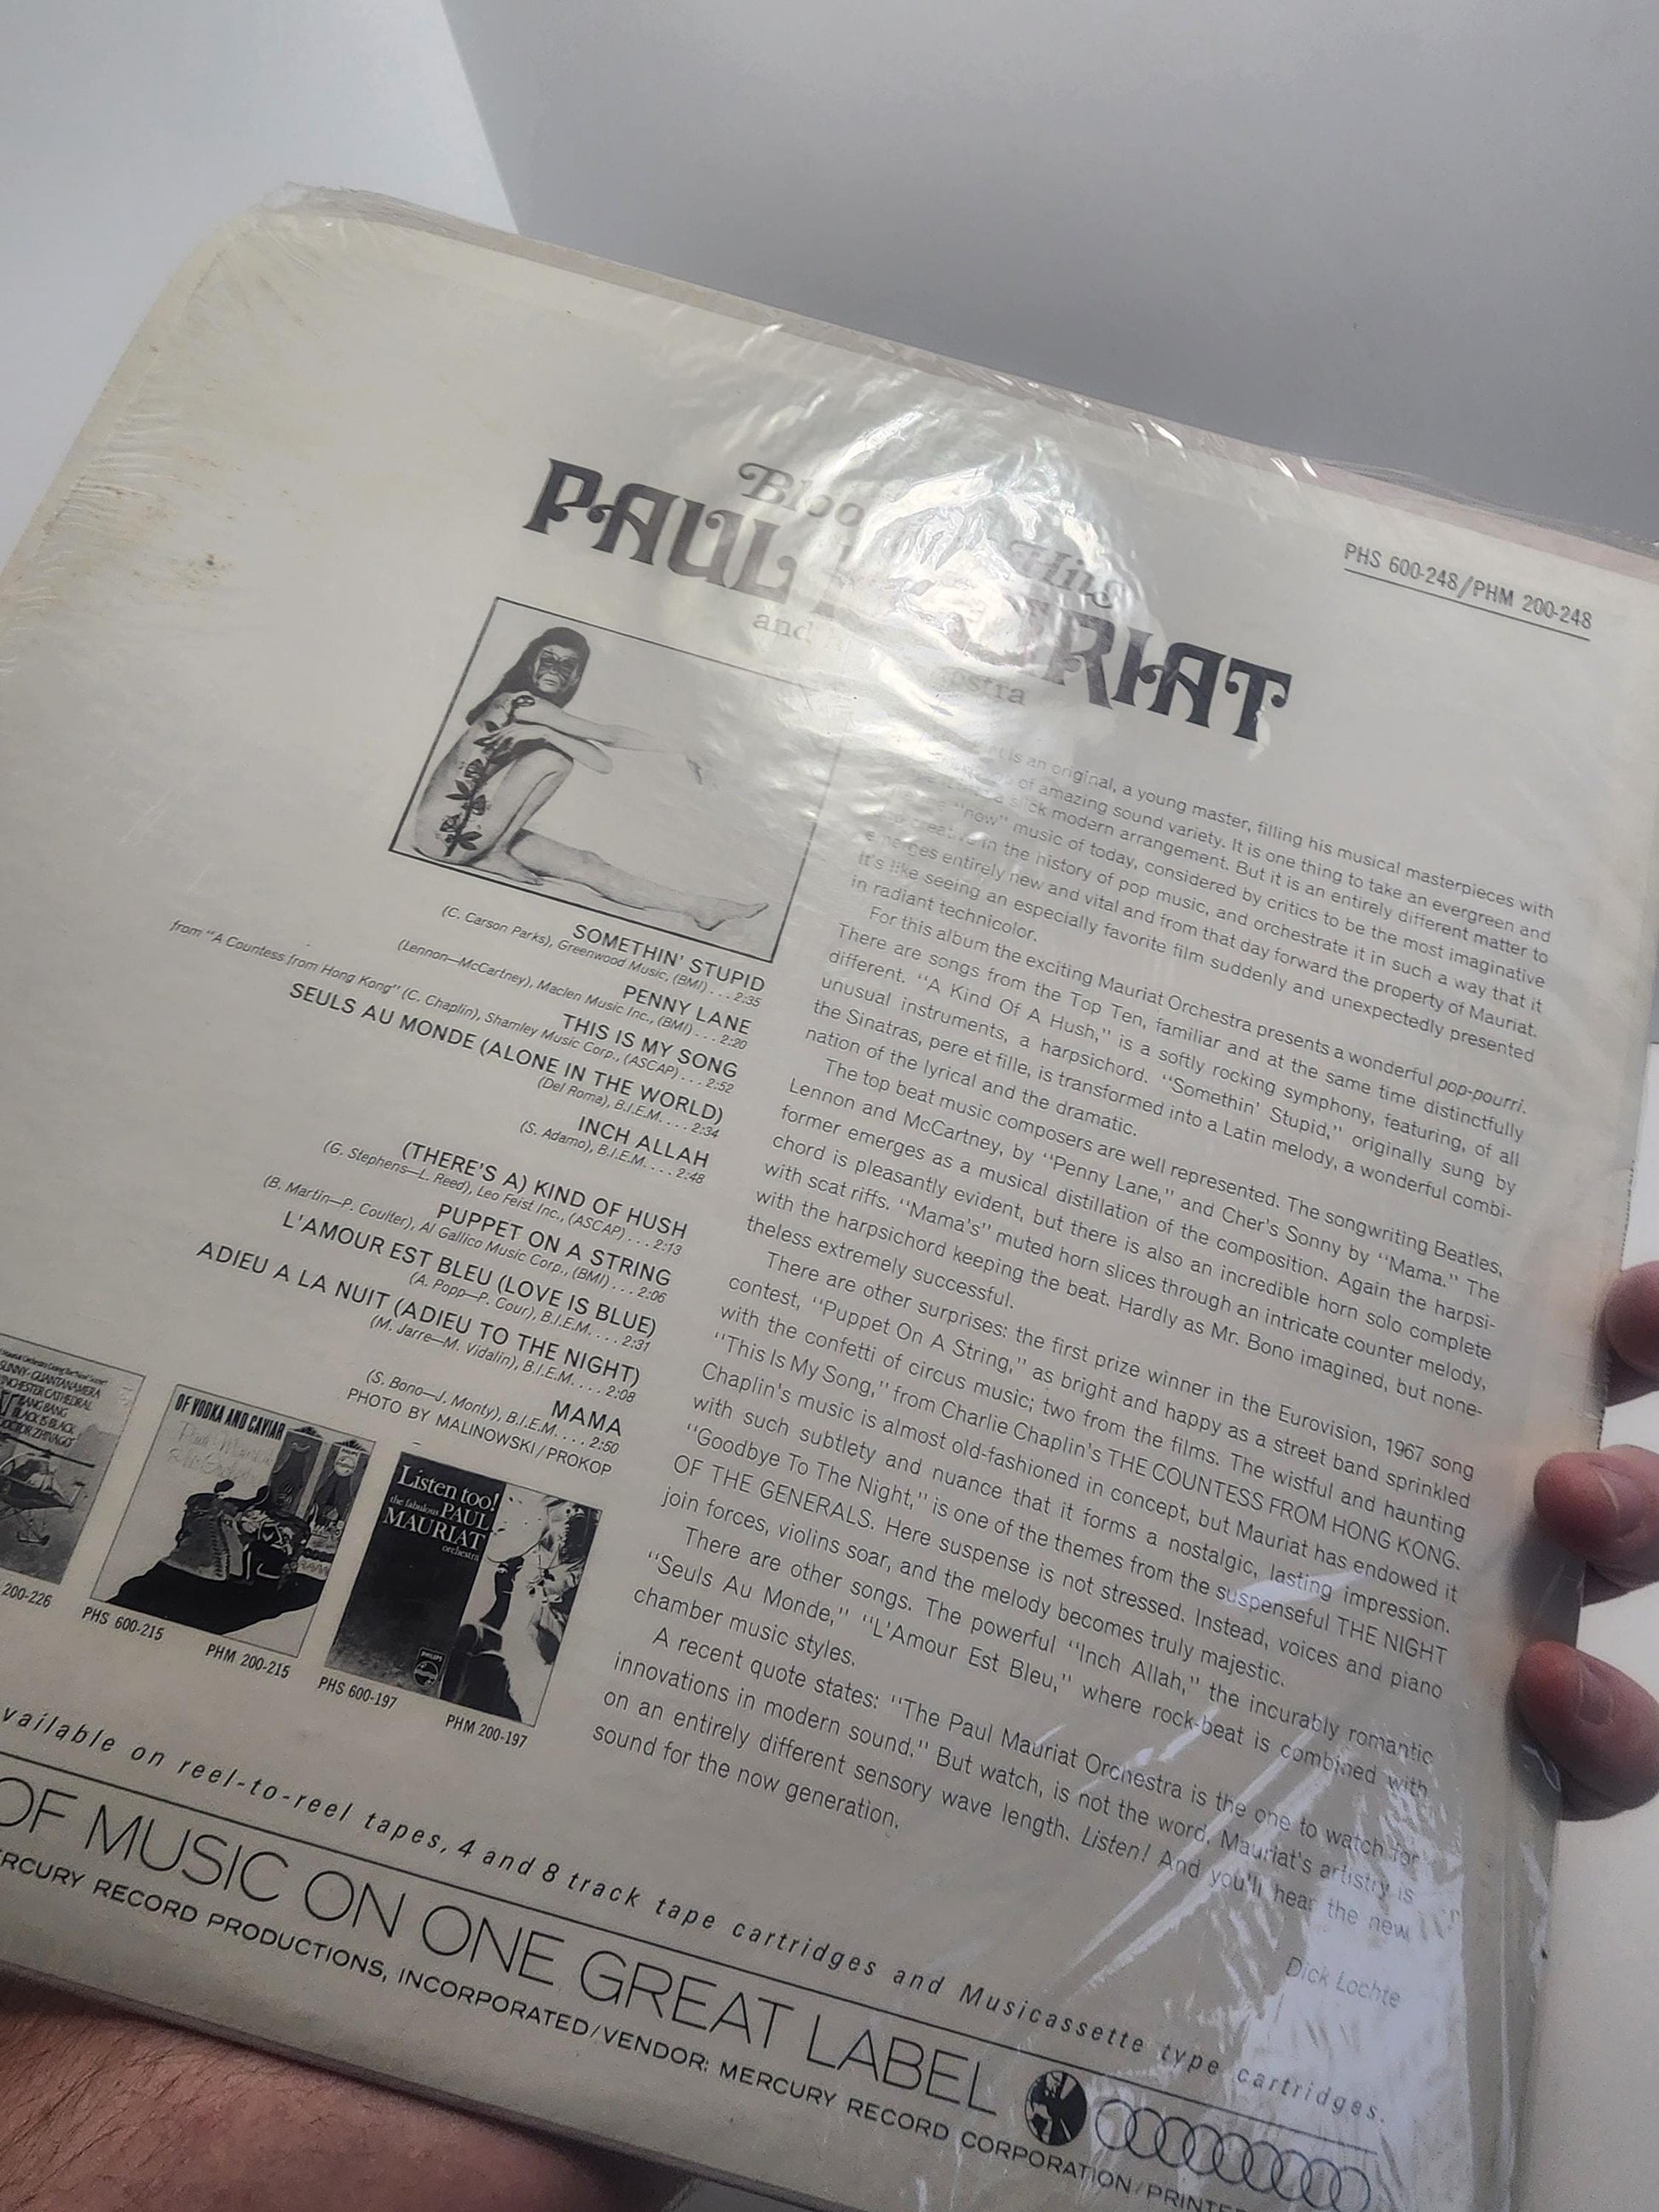 PHS 600-248/PHM 200-248
Hits
PAUL
and
is an original, a young master, filling his musical masterpieces with
of amazing sound variety. It is one thing to take an evergreen and
a slick modern arrangement. But it is an entirely different matter to
"now" music of today, considered by critics to be the most imaginative
in the history of pop music, and orchestrate it in such a way that it
emerges entirely new and vital and from that day forward the property of Mauriat.
It's like seeing an especially favorite film suddenly and unexpectedly presented
in radiant technicolor.
For this album the exciting Mauriat Orchestra presents a wonderful pop-pourri.
There are songs from the Top Ten, familiar and at the same time distinctfully
different. "A Kind Of A Hush," is a softly rocking symphony, featuring, of all
unusual instruments, a harpsichord. "Somethin' Stupid," originally sung by
the Sinatras, pere et fille, is transformed into a Latin melody, a wonderful combi-
nation of the lyrical and the dramatic.
The top beat music composers are well represented. The songwriting Beatles,
Lennon and McCartney, by "Penny Lane," and Cher's Sonny by "Mama." The
former emerges as a musical distillation of the composition. Again the harpsi-
chord is pleasantly evident, but there is also an incredible horn solo complete
with scat riffs. "Mama's" muted horn slices through an intricate counter melody,
with the harpsichord keeping the beat. Hardly as Mr. Bono imagined, but none-
theless extremely successful.
There are other surprises: the first prize winner in the Eurovision, 1967 song
contest, "Puppet On A String," as bright and happy as a street band sprinkled
with the confetti of circus music; two from the films. The wistful and haunting
"This Is My Song," from Charlie Chaplin's THE COUNTESS FROM HONG KONG.
Chaplin's music is almost old-fashioned in concept, but Mauriat has endowed it
with such subtlety and nuance that it forms a nostalgic, lasting impression.
"Goodbye To The Night," is one of the themes from the suspenseful THE NIGHT
OF THE GENERALS. Here suspense is not stressed. Instead, voices and piano
join forces, violins soar, and the melody becomes truly majestic.
There are other songs. The powerful "Inch Allah," the incurably romantic
"Seuls Au Monde," "L'Amour Est Bleu," where rock-beat is combined with
chamber music styles.
A recent quote states: "The Paul Mauriat Orchestra is the one to watch for
innovations in modern sound." But watch, is not the word. Mauriat's artistry is
on an entirely different sensory wave length. Listen! And you'll hear the new
sound for the now generation.
Dick Lochte
SOMETHIN' STUPID
(C. Carson Parks), Greenwood Music, (BMI) . . . 2:35
PENNY LANE
(Lennon—McCartney), Maclen Music Inc., (BMI) . . . 2:20
THIS IS MY SONG
from "A Countess from Hong Kong" (C. Chaplin), Shamley Music Corp., (ASCAP) . . . 2:52
SEULS AU MONDE (ALONE IN THE WORLD)
(Del Roma), B.I.E.M. . . . 2:34
INCH ALLAH
(S. Adamo), B.I.E.M. . . . 2:48
(THERE'S A) KIND OF HUSH
(G. Stephens—L. Reed), Leo Feist Inc., (ASCAP) . . . 2:13
PUPPET ON A STRING
(B. Martin—P. Coulter), Al Gallico Music Corp., (BMI) . . . 2:06
L'AMOUR EST BLEU (LOVE IS BLUE)
(A. Popp—P. Cour), B.I.E.M. . . . 2:31
ADIEU A LA NUIT (ADIEU TO THE NIGHT)
(M. Jarre—M. Vidalin), B.I.E.M. . . . 2:08
MAMA
(S. Bono—J. Monty), B.I.E.M. . . . 2:50
PHOTO BY MALINOWSKI/PROKOP
SUNNY · GUANTANAMERA
WINCHESTER CATHEDRAL
BANG BANG
BLACK IS BLACK
200-226
OF VODKA AND CAVIAR
PHS 600-215
PHM 200-215
Listen too!
the fabulous PAUL
MAURIAT
orchestra
PHILIPS
PHS 600-197
PHM 200-197
available on reel-to-reel tapes, 4 and 8 track tape cartridges and Musicassette type cartridges.
OF MUSIC ON ONE GREAT LABEL
MERCURY RECORD PRODUCTIONS, INCORPORATED/VENDOR: MERCURY RECORD CORPORATION/PRINTE